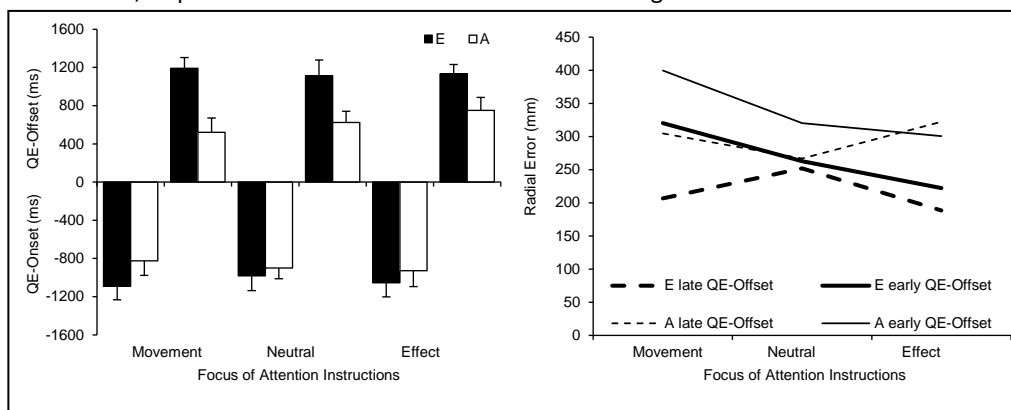 1600
1200
800
400
0
-400
-800
-1200
-1600
QE-Offset (ms)
QE-Onset (ms)
E A
Movement Neutral Effect
Focus of Attention Instructions
450
400
350
300
250
200
150
100
50
0
Radial Error (mm)
E late QE-Offset E early QE-Offset
A late QE-Offset A early QE-Offset
Movement Neutral Effect
Focus of Attention Instructions